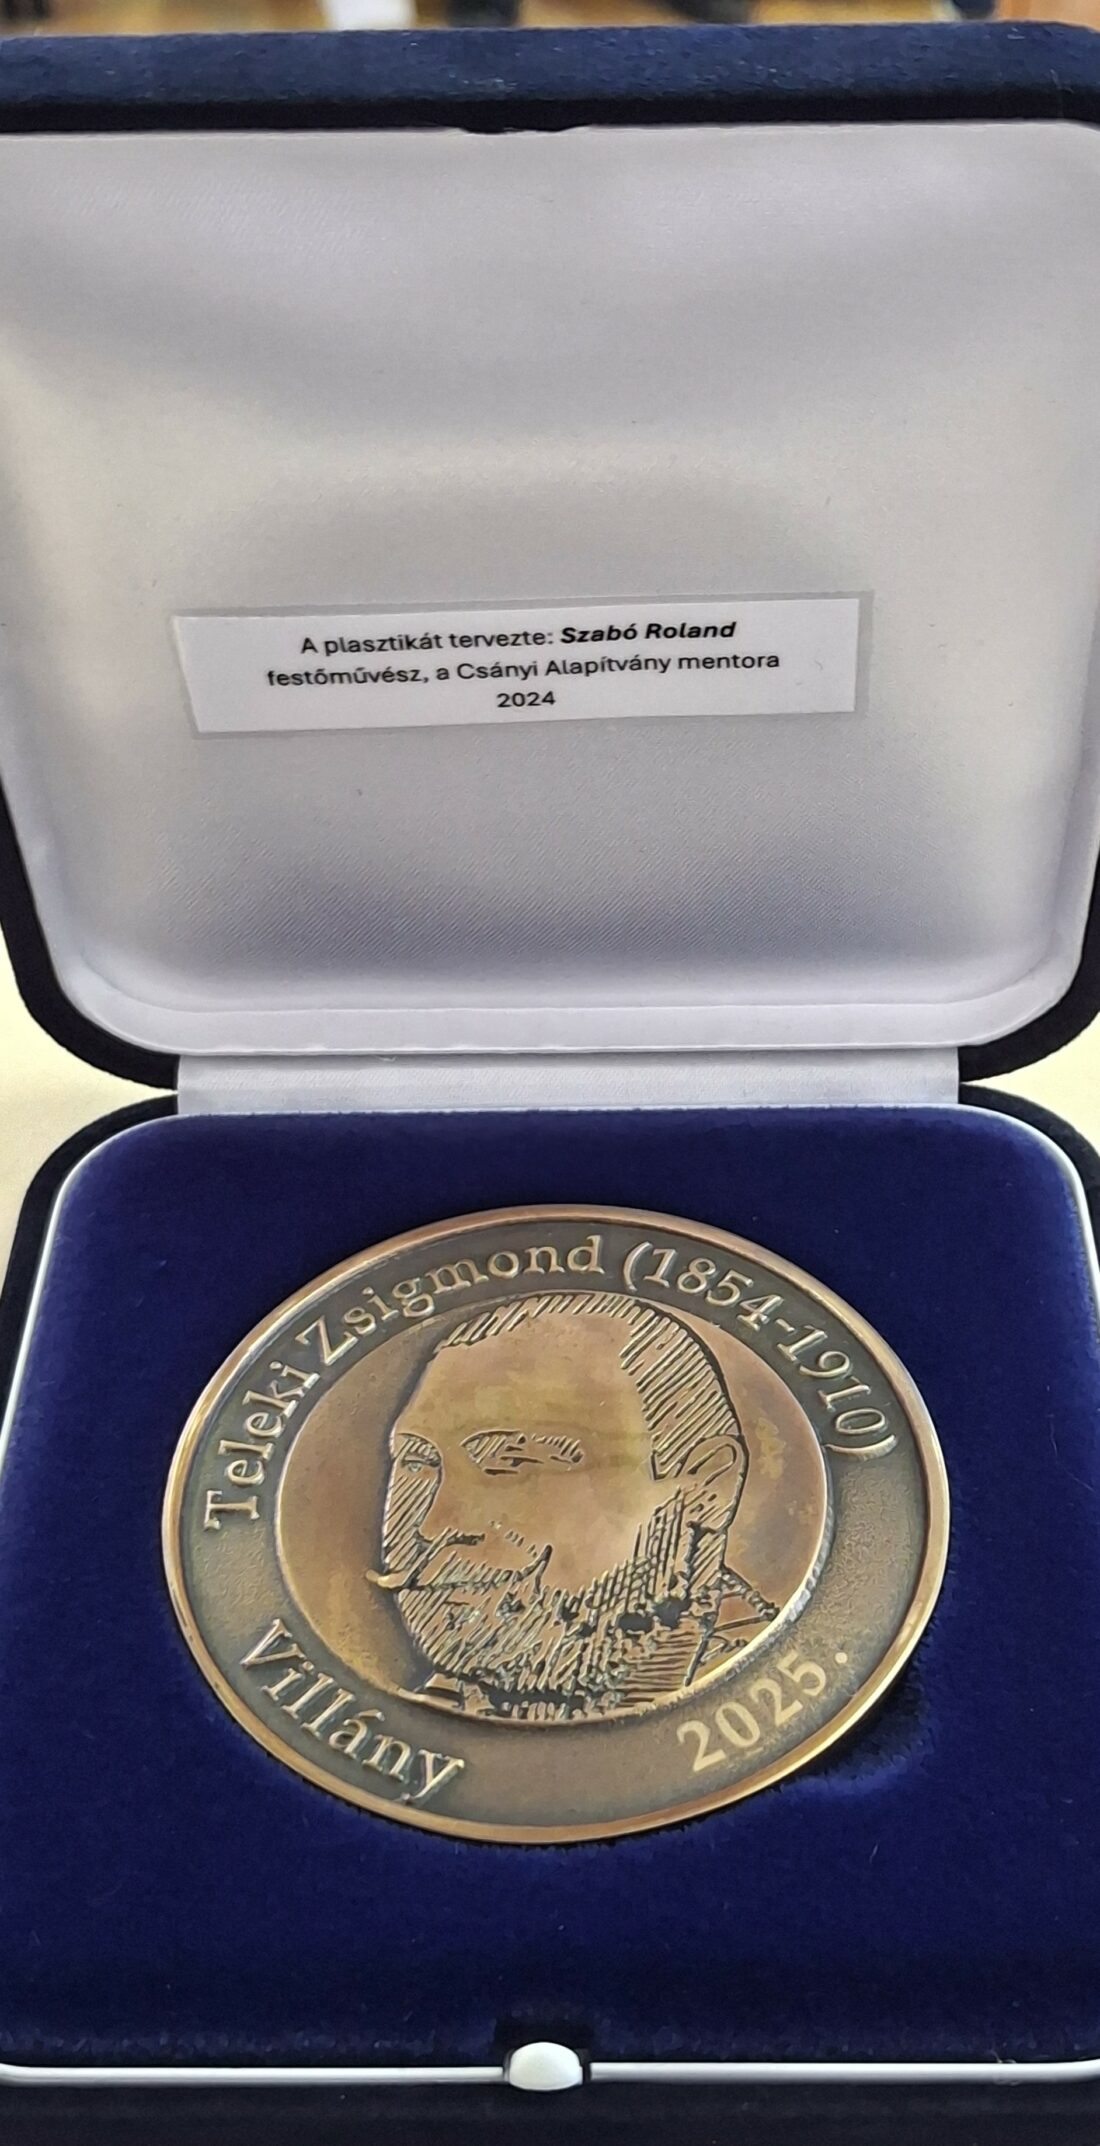 A plasztikát tervezte: Szabó Roland
festőművész, a Csányi Alapítvány mentora
2024
Teleki Zsigmond (1854-1910)
Villány
2025.